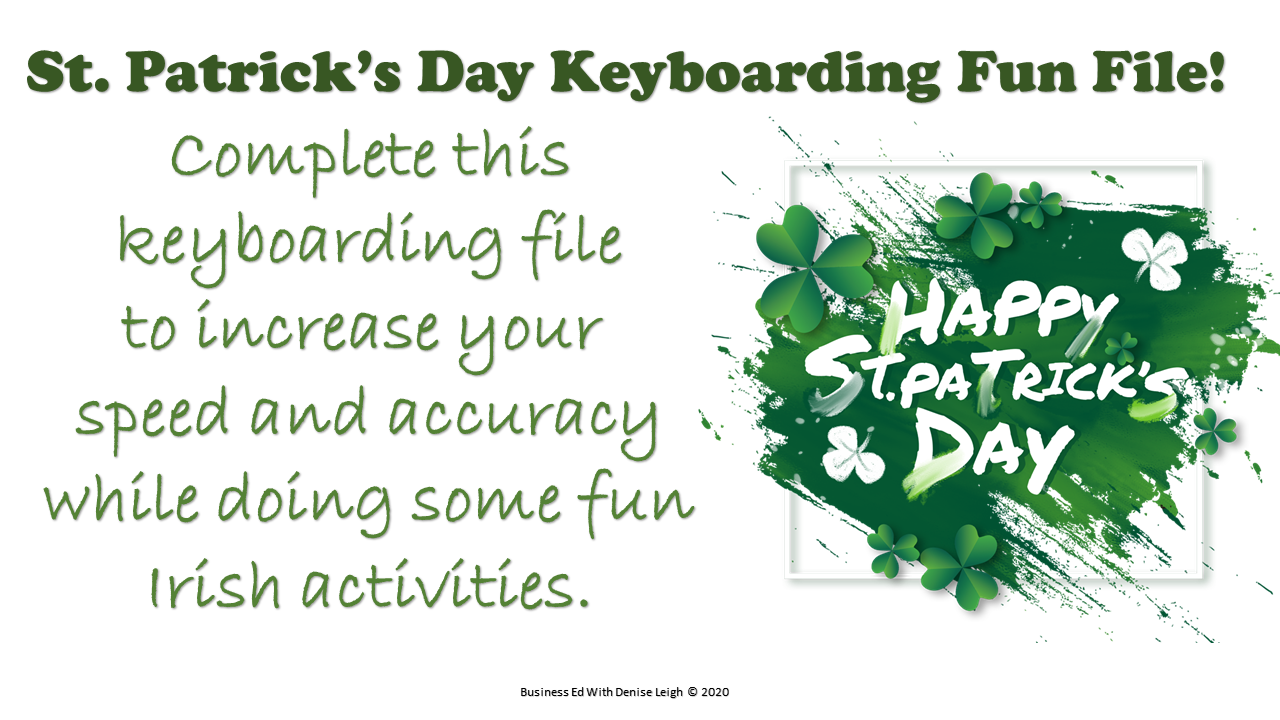 St. Patrick’s Day Keyboarding Fun File!
Complete this
keyboarding file
to increase your
speed and accuracy
while doing some fun
Irish activities.
HAPPY
ST.PATRICK’S
DAY
Business Ed With Denise Leigh © 2020